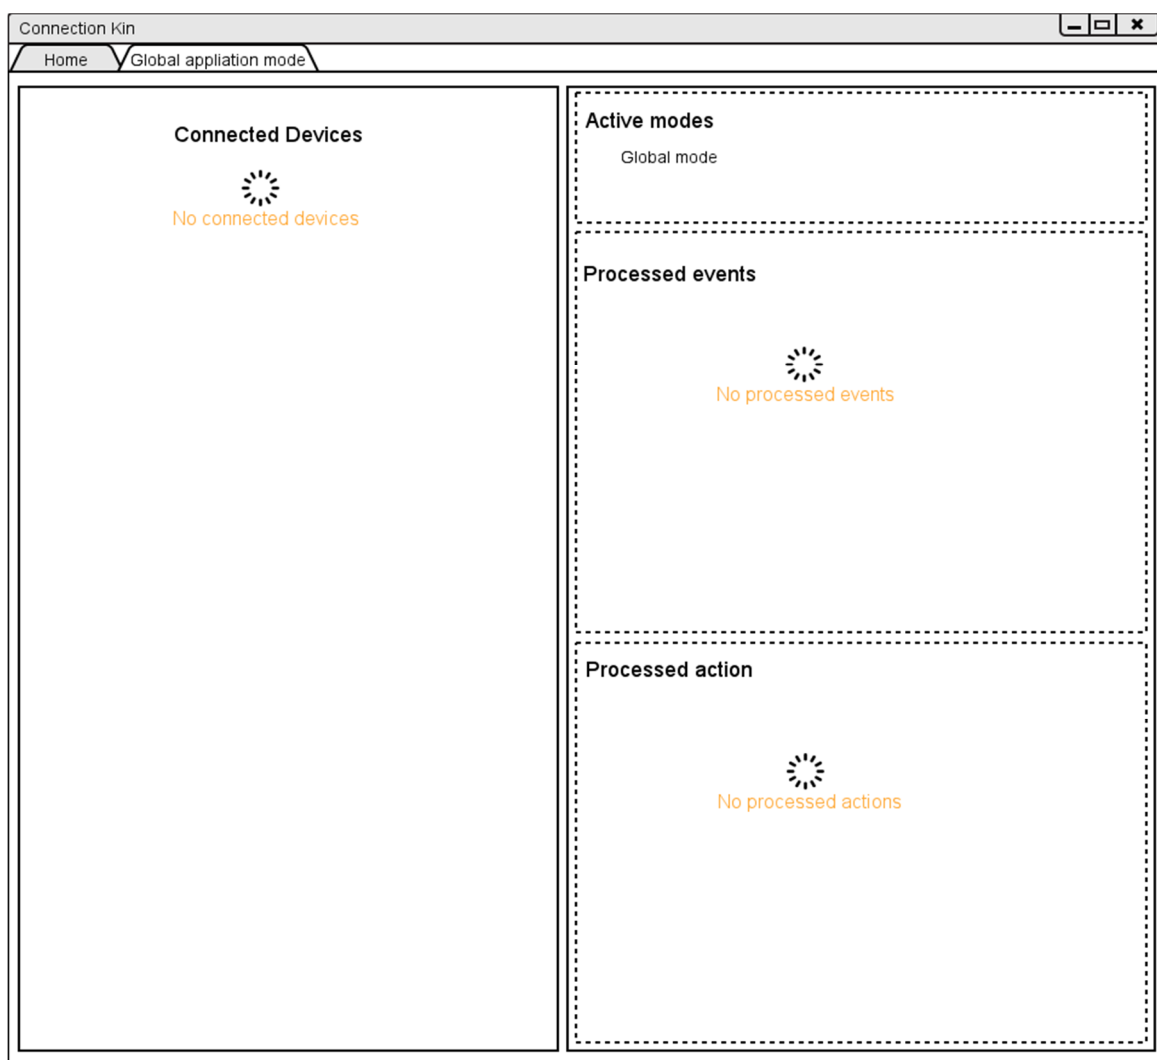 Connection Kin
Home
Global appliation mode
Connected Devices
No connected devices
Active modes
Global mode
Processed events
No processed events
Processed action
No processed actions